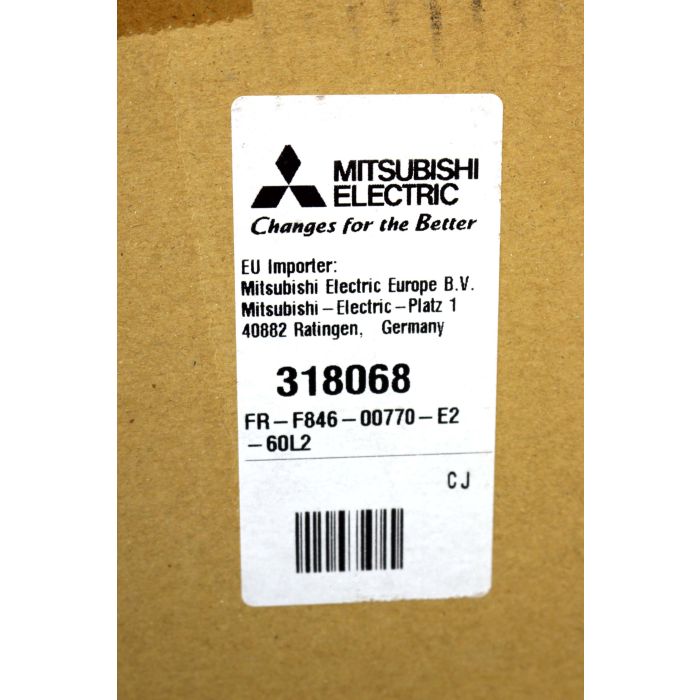 MITSUBISHI
ELECTRIC
Changes for the Better
EU Importer:
Mitsubishi Electric Europe B.V.
Mitsubishi-Electric-Platz 1
40882 Ratingen, Germany
318068
FR-F846-00770-E2
-60L2
CJ